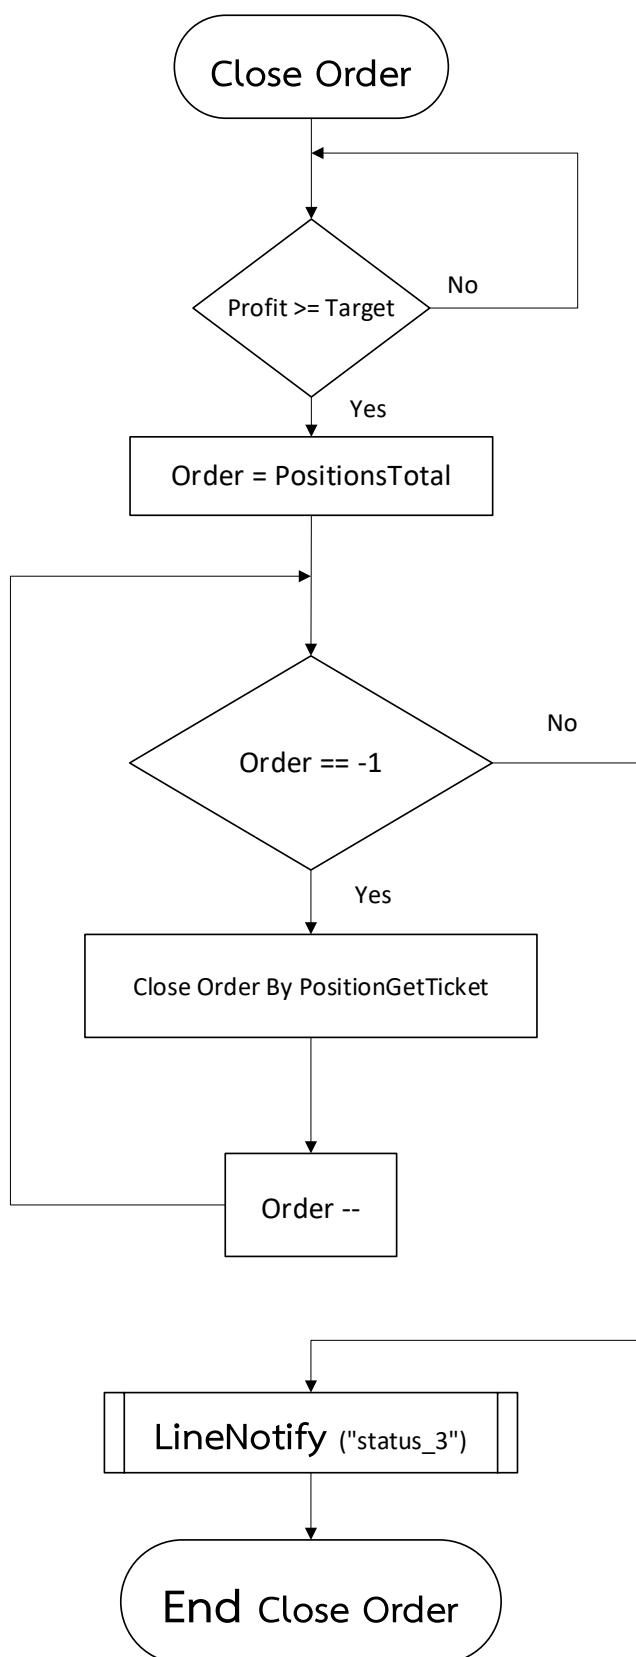 Close Order
No
Profit >= Target
Yes
Order = PositionsTotal
No
Order == -1
Yes
Close Order By PositionGetTicket
Order --
LineNotify ("status_3")
End Close Order